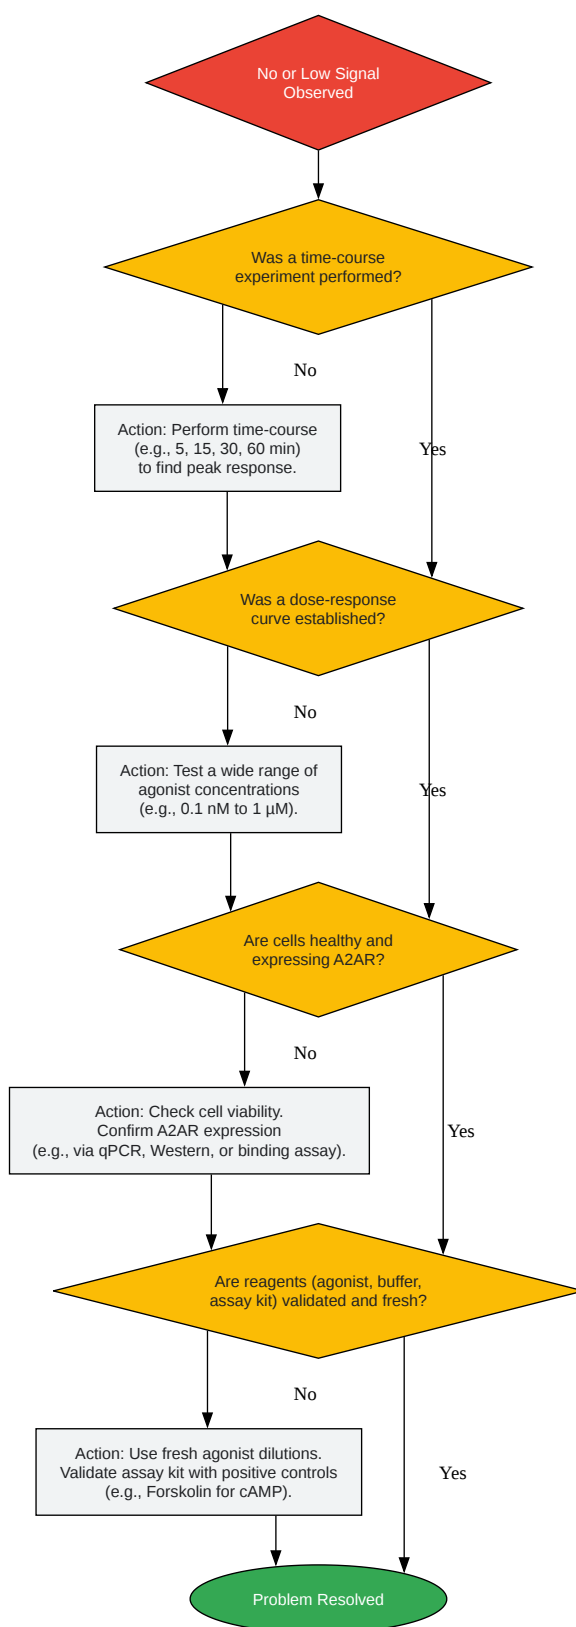 No or Low Signal
Observed
Was a time-course
experiment performed?
No
Action: Perform time-course
(e.g., 5, 15, 30, 60 min)
to find peak response.
Yes
Was a dose-response
curve established?
No
Action: Test a wide range of
agonist concentrations
(e.g., 0.1 nM to 1 µM).
Yes
Are cells healthy and
expressing A2AR?
No
Action: Check cell viability.
Confirm A2AR expression
(e.g., via qPCR, Western, or binding assay).
Yes
Are reagents (agonist, buffer,
assay kit) validated and fresh?
No
Action: Use fresh agonist dilutions.
Validate assay kit with positive controls
(e.g., Forskolin for cAMP).
Yes
Problem Resolved